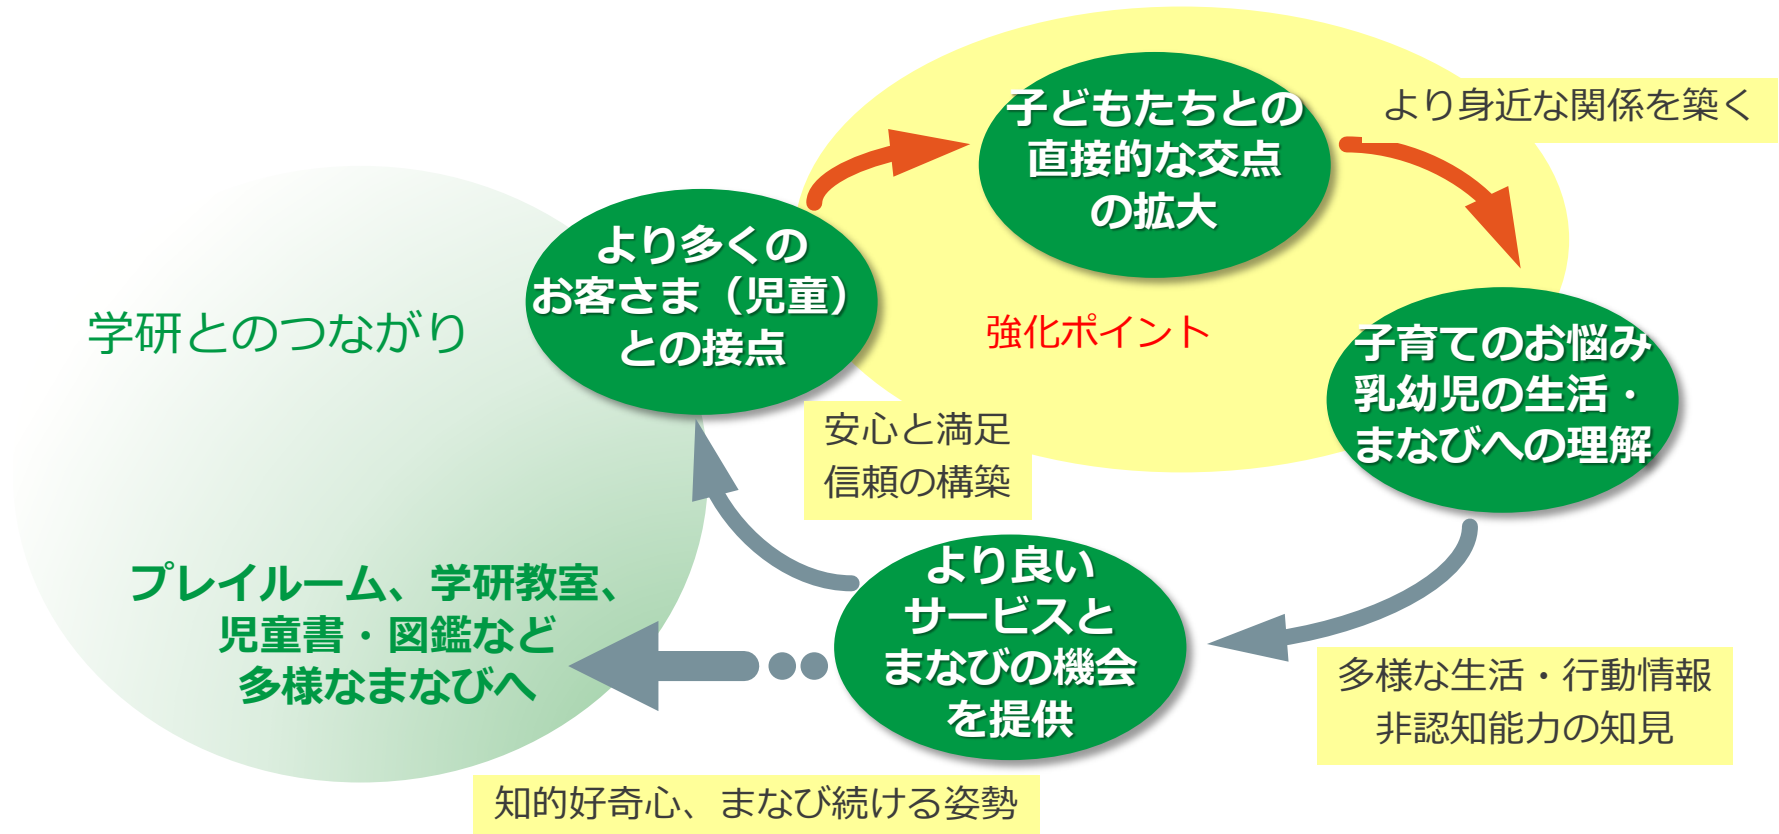 子どもたちとの
直接的な交点
の拡大
より身近な関係を築く
より多くの
お客さま（児童）
との接点
学研とのつながり
強化ポイント
子育てのお悩み
乳幼児の生活・
まなびへの理解
安心と満足
信頼の構築
より良い
サービスと
まなびの機会
を提供
プレイルーム、学研教室、
児童書・図鑑など
多様なまなびへ
多様な生活・行動情報
非認知能力の知見
知的好奇心、まなび続ける姿勢